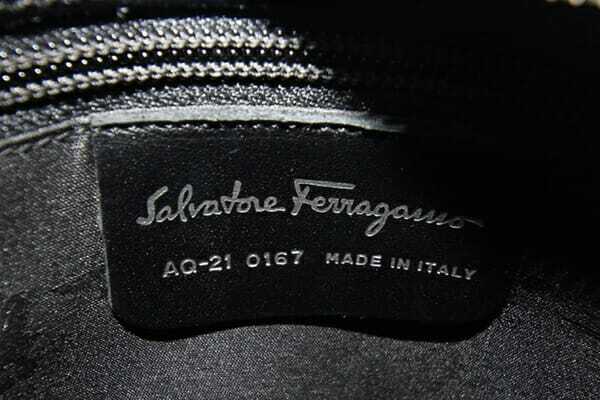 Salvatore Ferragamo
AQ-21 0167 MADE IN ITALY